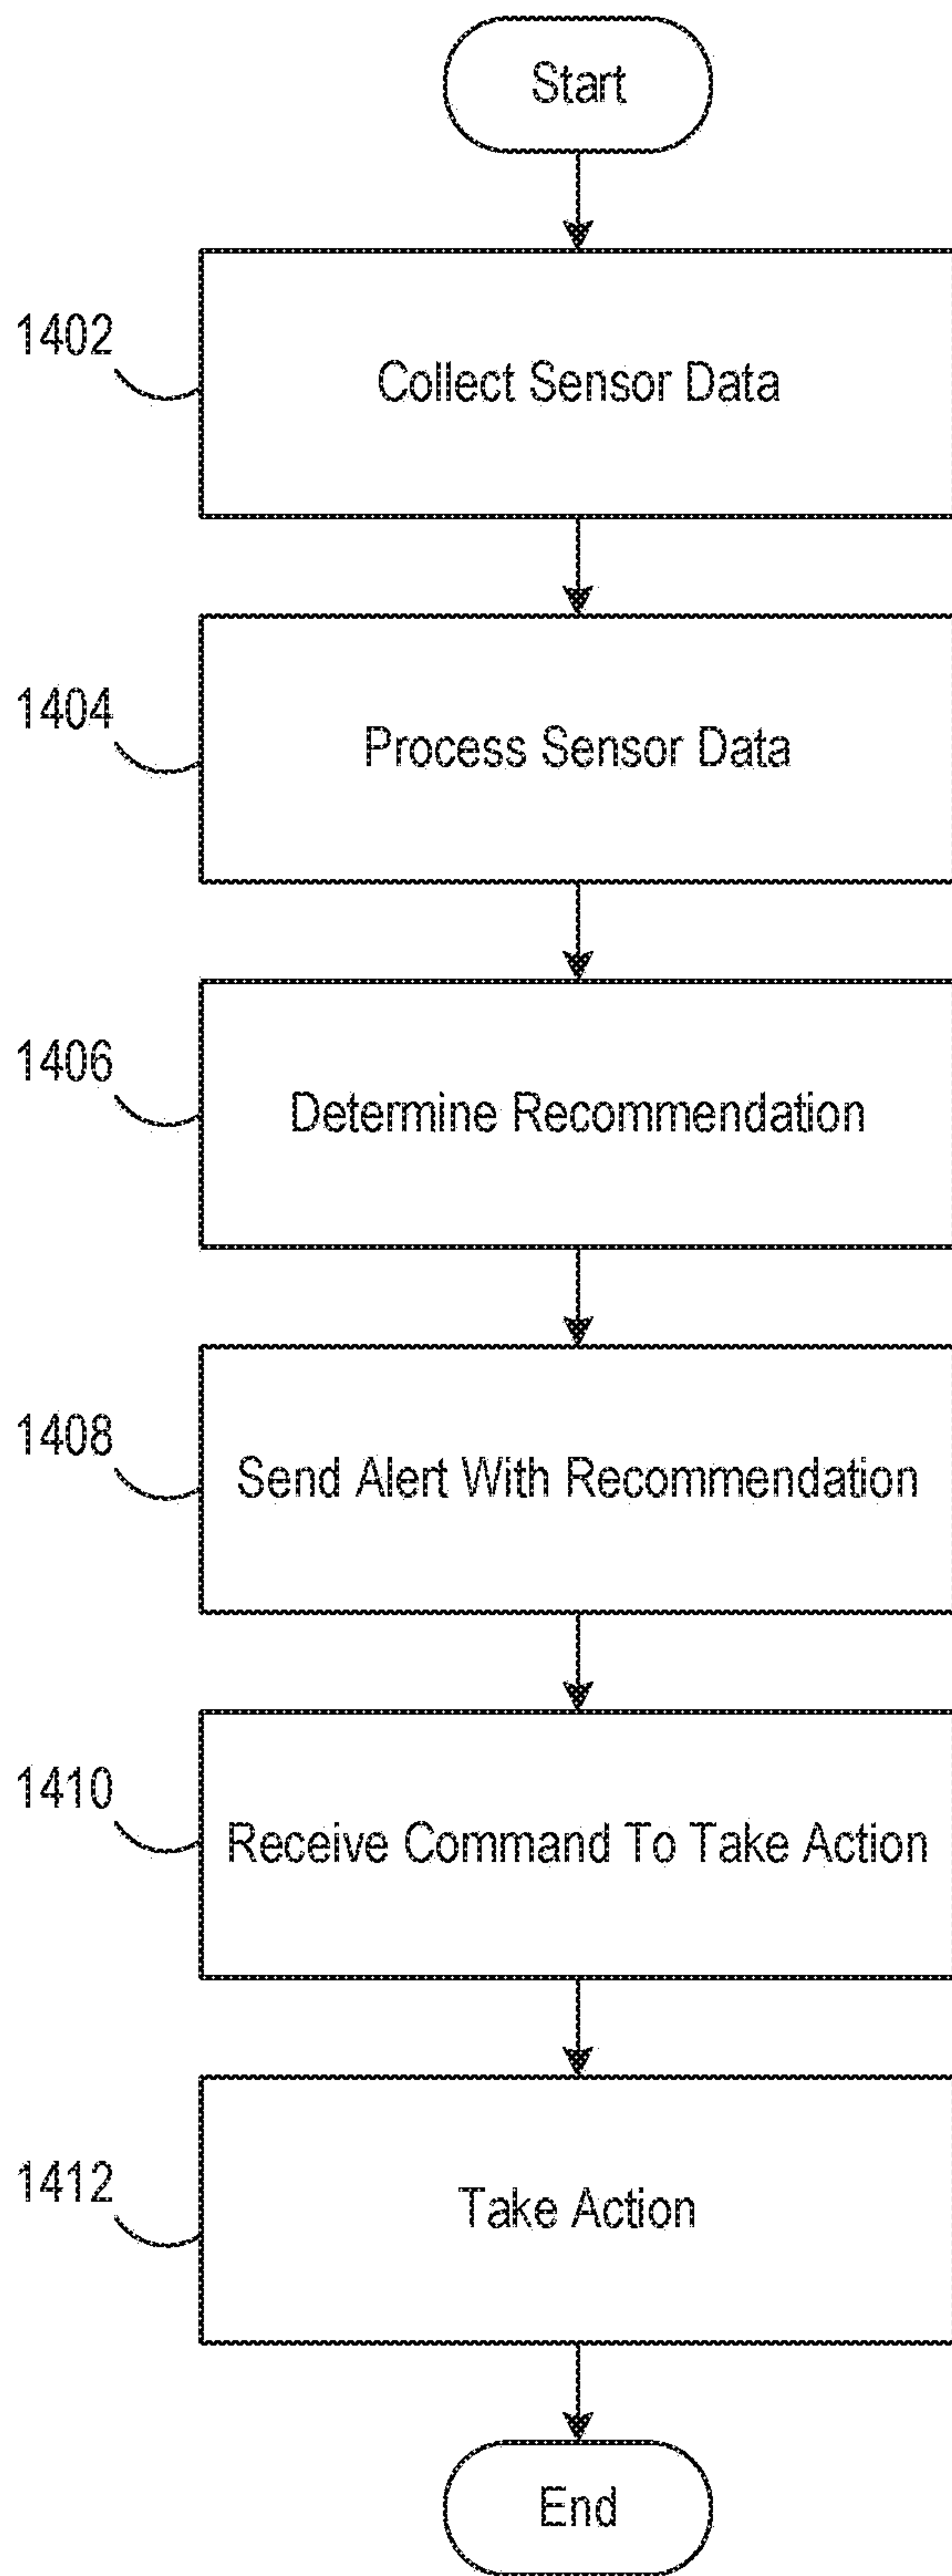 Start
1402
Collect Sensor Data
1404
Process Sensor Data
1406
Determine Recommendation
1408
Send Alert With Recommendation
1410
Receive Command To Take Action
1412
Take Action
End